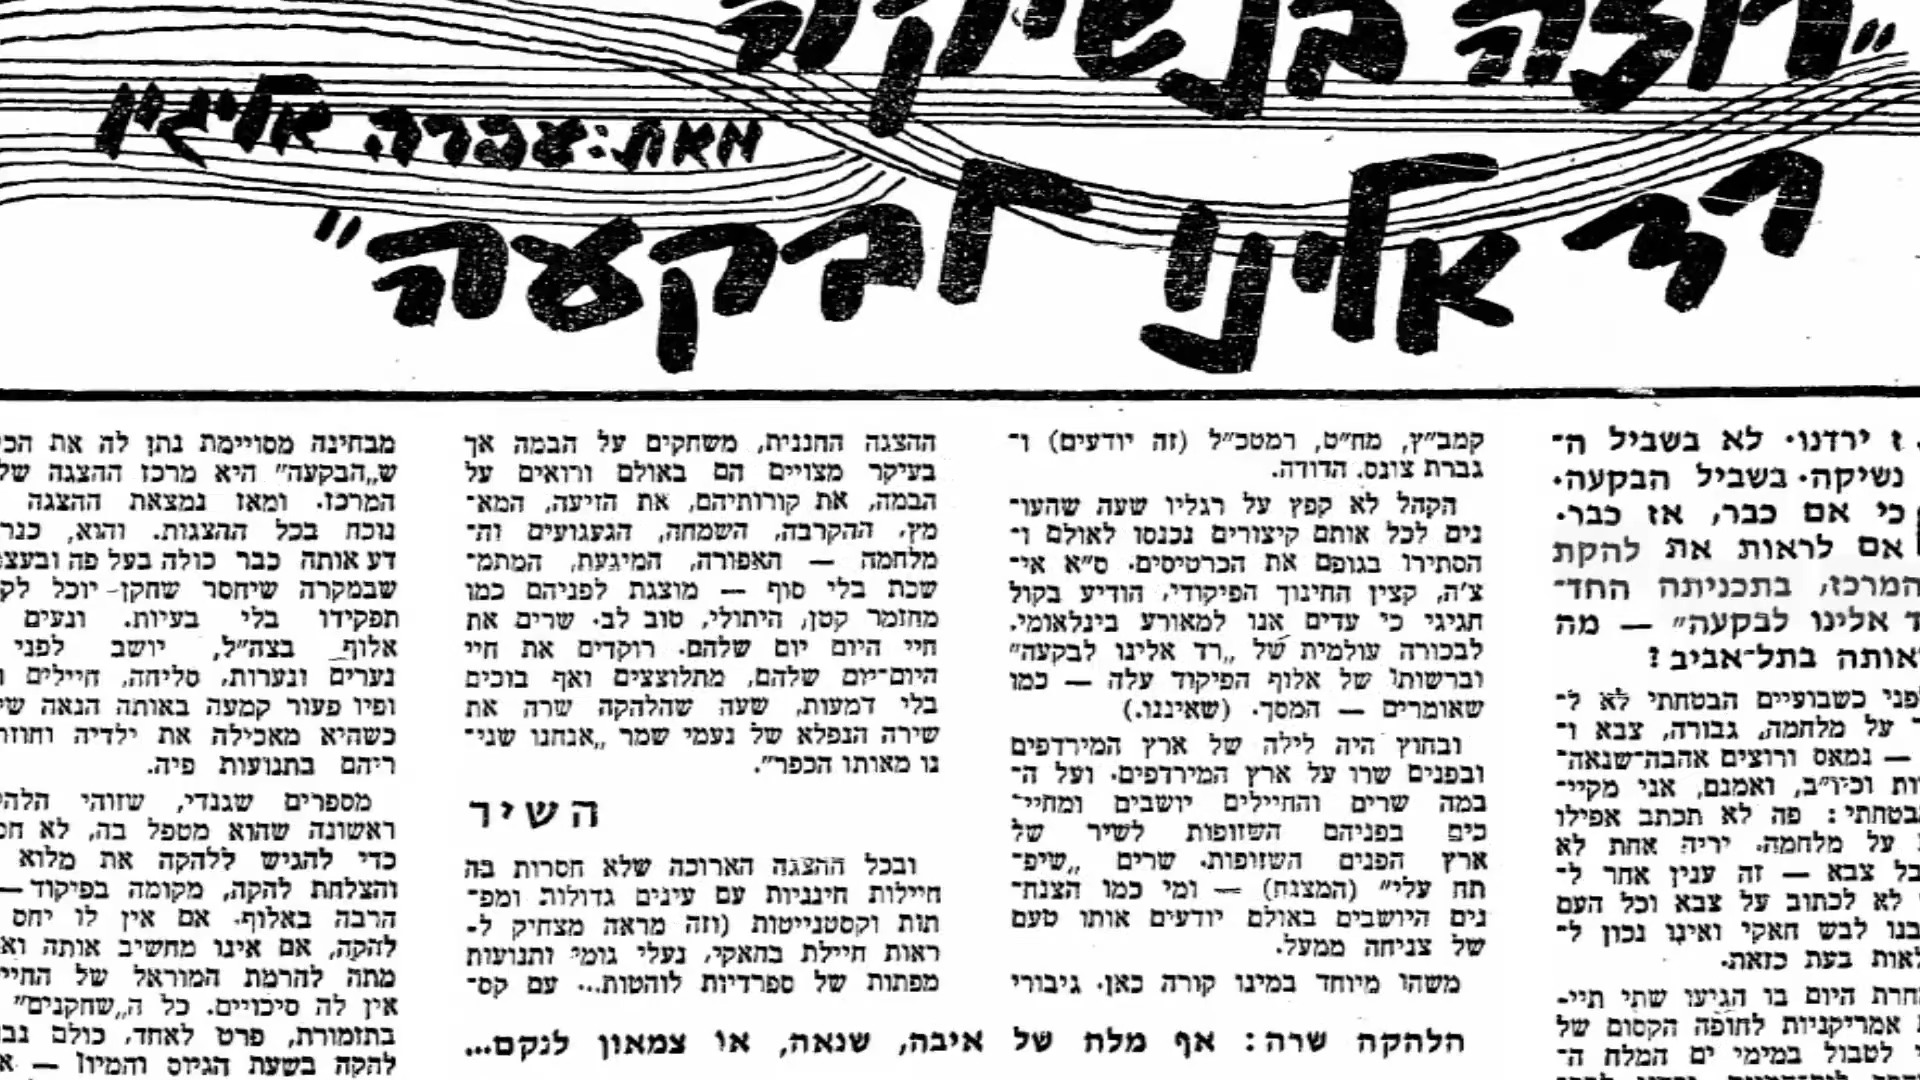 רד אלינו לבקעה"
מאת: עפרה אליגון
ז ירדנו. לא בשביל ה־
נשיקה. בשביל הבקעה.
כי אם כבר, אז כבר.
אם לראות את להקת
המרכז, בתכניתה החד־
ד אלינו לבקעה" — מה
אותה בתל־אביב?
פני כשבועיים הבטחתי לא ל־
על מלחמה, גבורה, צבא ו־
— נמאס ורוצים אהבת־שנאה־
ות וכיו"ב, ואמנם, אני מקיי־
בטחתי: פה לא תכתב אפילו
על מלחמה. יריה אחת לא
בל צבא — זה ענין אחר ל־
לא לכתוב על צבא וכל העם
בנו לבש חאקי ואינו נכון ל־
לאות בעת כזאת.
חרת היום בו הגיעו שתי תיי־
אמריקניות לחופה הקסום של
לטבול במימי ים המלח ה־
קמב"ץ, מח"ט, רמטכ"ל (זה יודעים) ו־
גברת צונס. הדודה.
הקהל לא קפץ על רגליו שעה שהעו־
נים לכל אותם קיצורים נכנסו לאולם ו־
הסתירו בגופם את הכרטיסים. ס"א אי־
צ'ה, קצין החינוך הפיקודי, הודיע בקול
חגיגי כי עדים אנו למאורע בינלאומי,
לבכורה עולמית של „רד אלינו לבקעה"
וברשותו של אלוף הפיקוד עלה — כמו
שאומרים — המסך. (שאיננו.)
ובחוץ היה לילה של ארץ המירדפים
ובפנים שרו על ארץ המירדפים. ועל ה־
במה שרים והחיילים יושבים ומחיי־
כים בפניהם השזופות לשיר של
ארץ הפנים השזופות. שרים „שיפ־
תח עלי" (המצנח) — ומי כמו הצנח־
נים היושבים באולם יודעים אותו טעם
של צניחה ממעל.
משהו מיוחד במינו קורה כאן. גיבורי
ההצגה החננית, משחקים על הבמה אך
בעיקר מצויים הם באולם ורואים על
הבמה, את קורותיהם, את הזיעה, המא־
מץ, ההקרבה, השמחה, הגעגועים וה־
מלחמה — האפורה, המיגעת, המתמ־
שכת בלי סוף — מוצגת לפניהם כמו
מחזמר קטן, היתולי, טוב לב. שרים את
חיי היום יום שלהם. רוקדים את חיי
היום־יום שלהם, מתלוצצים ואף בוכים
בלי דמעות, שעה שהלהקה שרה את
שירה הנפלא של נעמי שמר „אנחנו שני־
נו מאותו הכפר".
השיר
ובכל ההצגה הארוכה שלא חסרות בה
חיילות חינניות עם עינים גדולות ומפ־
תות וקסטנייטות (וזה מראה מצחיק ל־
ראות חיילת בחאקי, נעלי גומי ותנועות
מפתות של ספרדיות לוהטות... עם קס־
הלהקה שרה: אף מלח של איבה, שנאה, או צמאון לנקם...
מבחינה מסויימת נתן לה את הכ
ש„הבקעה" היא מרכז ההצגה של
המרכז. ומאז נמצאת ההצגה
נוכח בכל ההצגות. והוא, כנר
דע אותה כבר כולה בעל פה ובעצ
שבמקרה שיחסר שחקן יוכל לק
תפקידו בלי בעיות. ונעים
אלוף בצה"ל, יושב לפני
נערים ונערות, סליחה, חיילים
ופיו פעור קמעה באותה הנאה שי
כשהיא מאכילה את ילדיה וחוזר
ריהם בתנועות פיה.
מספרים שגנדי, שזוהי הלה
ראשונה שהוא מטפל בה, לא חס
כדי להגיש ללהקה את מלוא
והצלחת להקה, מקומה בפיקוד —
הרבה באלוף. אם אין לו יחס
להקה, אם אינו מחשיב אותה וא
מתה להרמת המוראל של החיי
אין לה סיכויים. כל ה„שחקנים"
בתזמורת, פרט לאחד, כולם נבו
להקה בשעת הגיוס והמיון — א